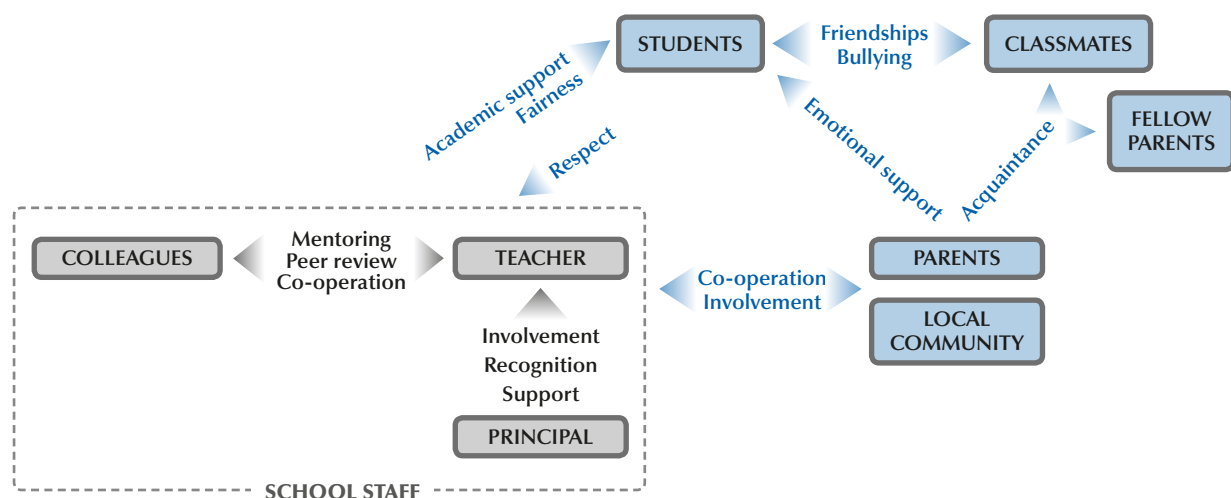 STUDENTS
Friendships
Bullying
CLASSMATES
Academic support
Fairness
Respect
Emotional support
Acquaintance
FELLOW
PARENTS
COLLEAGUES
Mentoring
Peer review
Co-operation
TEACHER
Co-operation
Involvement
PARENTS
LOCAL
COMMUNITY
Involvement
Recognition
Support
PRINCIPAL
SCHOOL STAFF